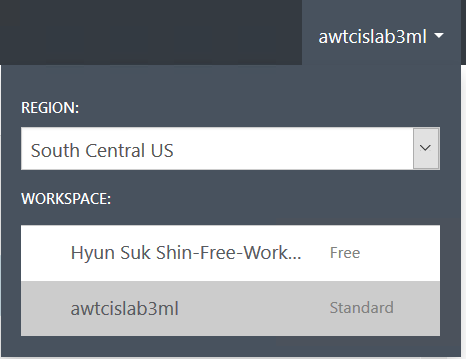 awtcislab3ml
REGION:
South Central US
WORKSPACE:
Hyun Suk Shin-Free-Work... Free
awtcislab3ml Standard